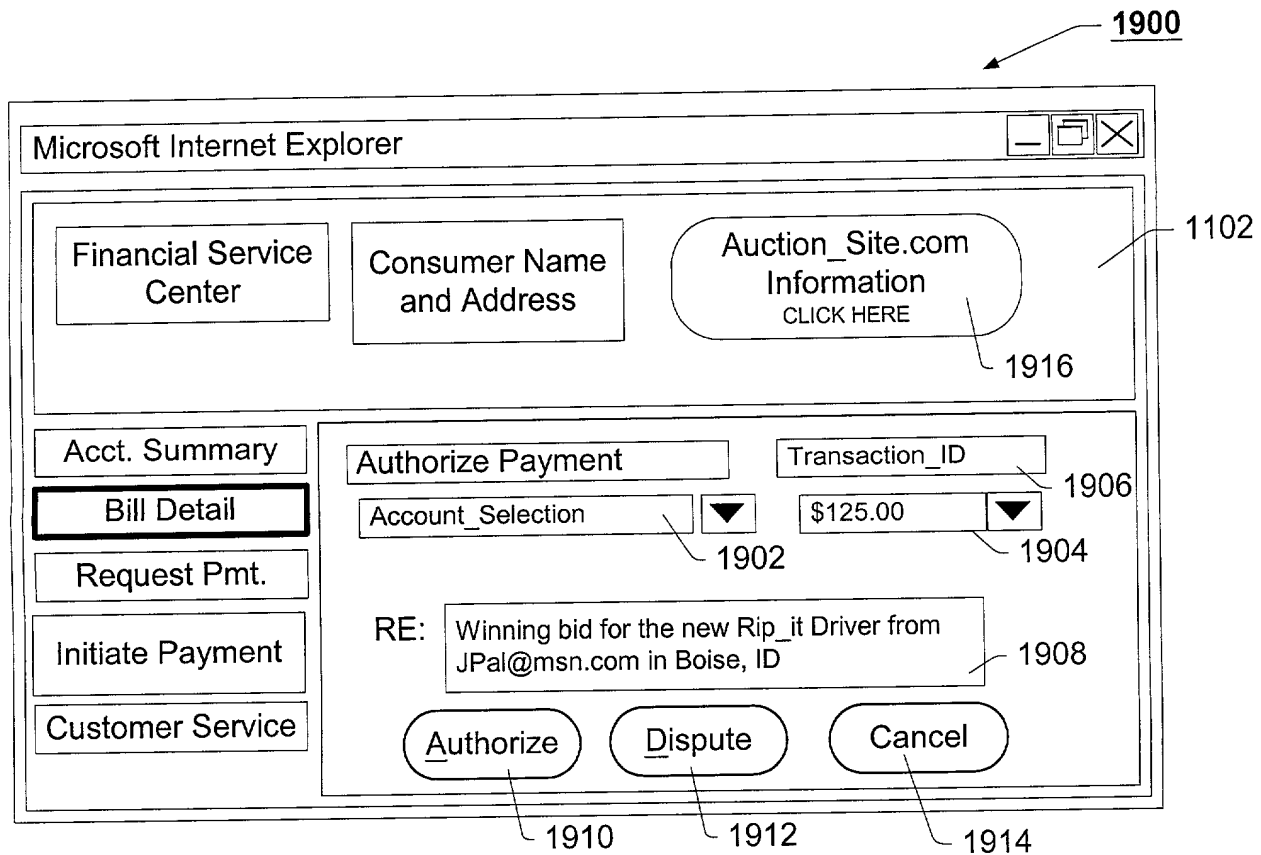 1900
Microsoft Internet Explorer
Financial Service
Center
Consumer Name
and Address
Auction_Site.com
Information
CLICK HERE
1102
1916
Acct. Summary
Bill Detail
Request Pmt.
Initiate Payment
Customer Service
Authorize Payment
Transaction_ID
1906
Account_Selection
$125.00
1902
1904
RE:
Winning bid for the new Rip_it Driver from
JPal@msn.com in Boise, ID
1908
Authorize
Dispute
Cancel
1910
1912
1914